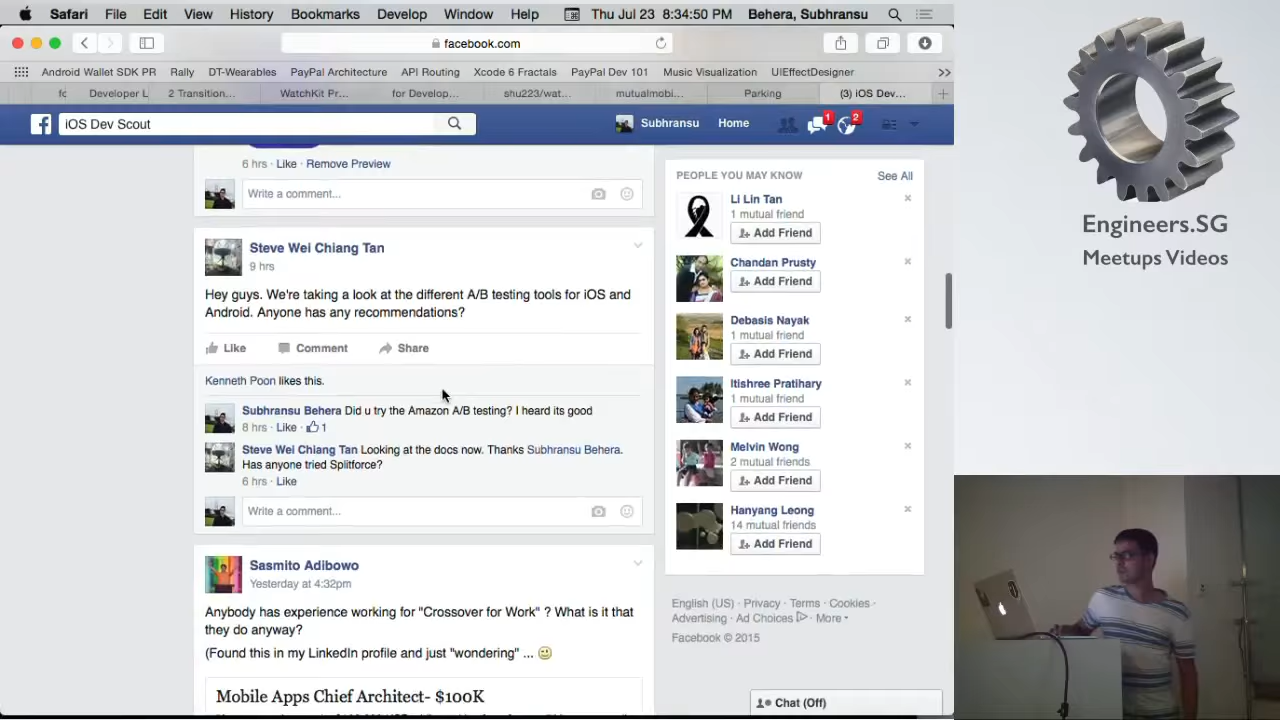 Safari File Edit View History Bookmarks Develop Window Help Thu Jul 23 8:34:50 PM Behera, Subhransu
facebook.com
Android Wallet SDK PR Rally DT-Wearables PayPal Architecture API Routing Xcode 6 Fractals PayPal Dev 101 Music Visualization UIEffectDesigner
fc Developer L 2 Transition... WatchKit Pr... for Develop... shu223/wat... mutualmobi... Parking (3) iOS Dev...
iOS Dev Scout
Subhransu Home 1 2
6 hrs · Like · Remove Preview
Write a comment...
Steve Wei Chiang Tan
9 hrs
Hey guys. We're taking a look at the different A/B testing tools for iOS and
Android. Anyone has any recommendations?
Like Comment Share
Kenneth Poon likes this.
Subhransu Behera Did u try the Amazon A/B testing? I heard its good
8 hrs · Like · 1
Steve Wei Chiang Tan Looking at the docs now. Thanks Subhransu Behera.
Has anyone tried Splitforce?
6 hrs · Like
Write a comment...
Sasmito Adibowo
Yesterday at 4:32pm
Anybody has experience working for "Crossover for Work" ? What is it that
they do anyway?
(Found this in my LinkedIn profile and just "wondering" ...
Mobile Apps Chief Architect- $100K
PEOPLE YOU MAY KNOW See All
Li Lin Tan
1 mutual friend
Add Friend
Chandan Prusty
Add Friend
Debasis Nayak
1 mutual friend
Add Friend
Itishree Pratihary
1 mutual friend
Add Friend
Melvin Wong
2 mutual friends
Add Friend
Hanyang Leong
14 mutual friends
Add Friend
English (US) · Privacy · Terms · Cookies ·
Advertising · Ad Choices · More
Facebook © 2015
Chat (Off)
Engineers.SG
Meetups Videos